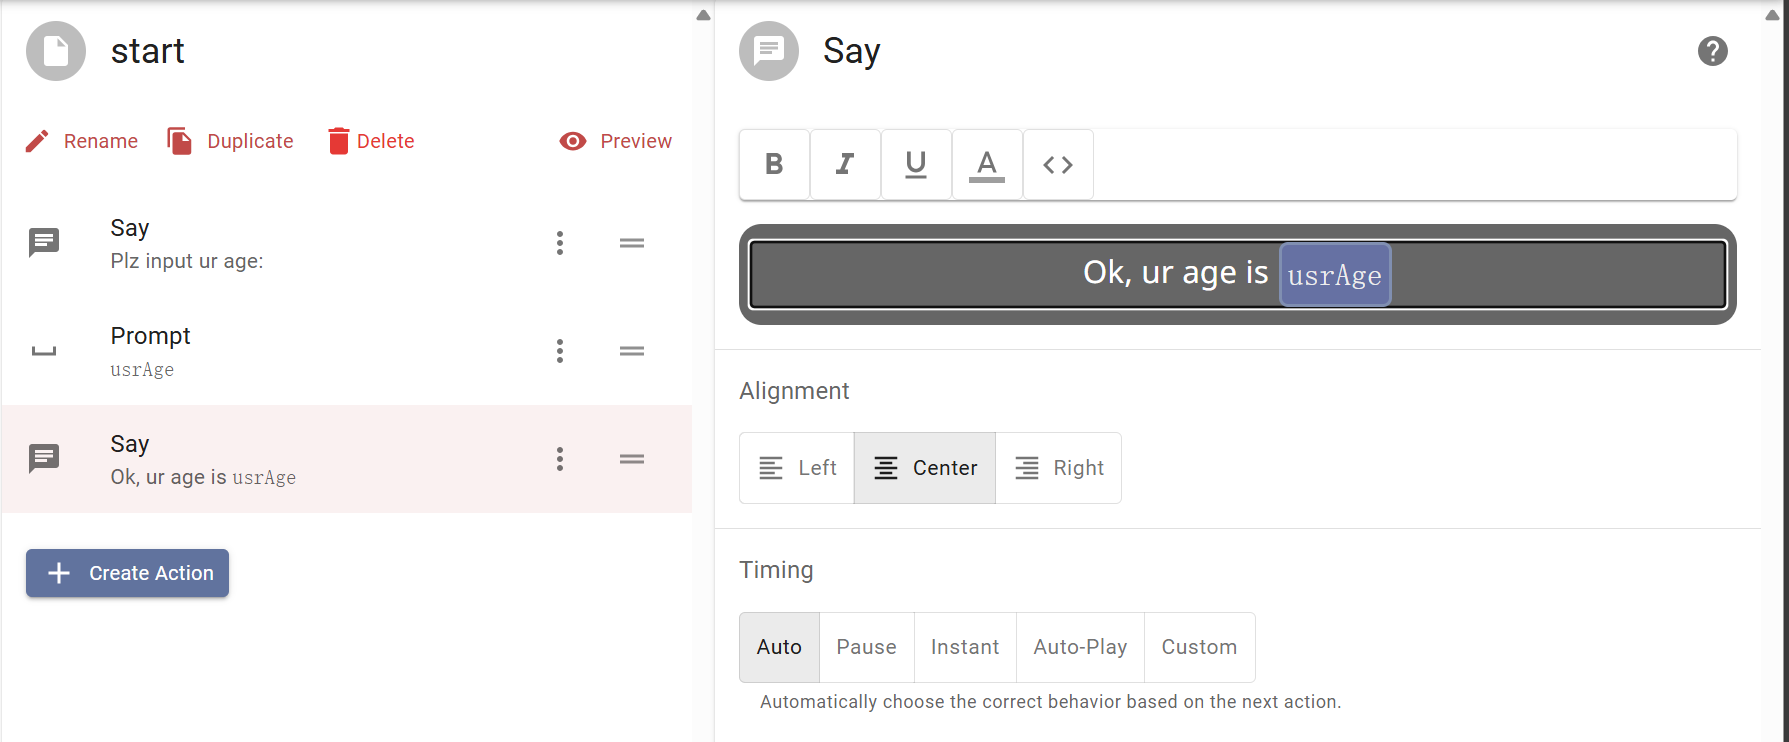 start
Rename Duplicate Delete Preview
Say
Plz input ur age:
Prompt
usrAge
Say
Ok, ur age is usrAge
Create Action
Say
B I U A <>
Ok, ur age is usrAge
Alignment
Left Center Right
Timing
Auto Pause Instant Auto-Play Custom
Automatically choose the correct behavior based on the next action.